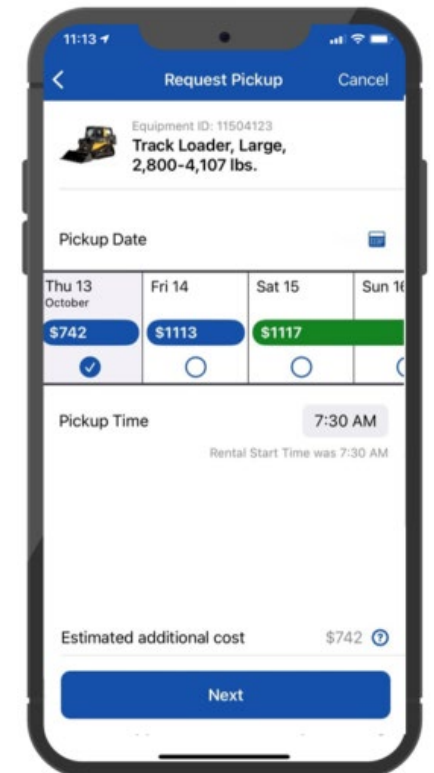 11:13
Request Pickup
Cancel
Equipment ID: 11504123
Track Loader, Large,
2,800-4,107 lbs.
Pickup Date
Thu 13
October
Fri 14
Sat 15
Sun
$742
$1113
$1117
Pickup Time
7:30 AM
Rental Start Time was 7:30 AM
Estimated additional cost
$742
?
Next